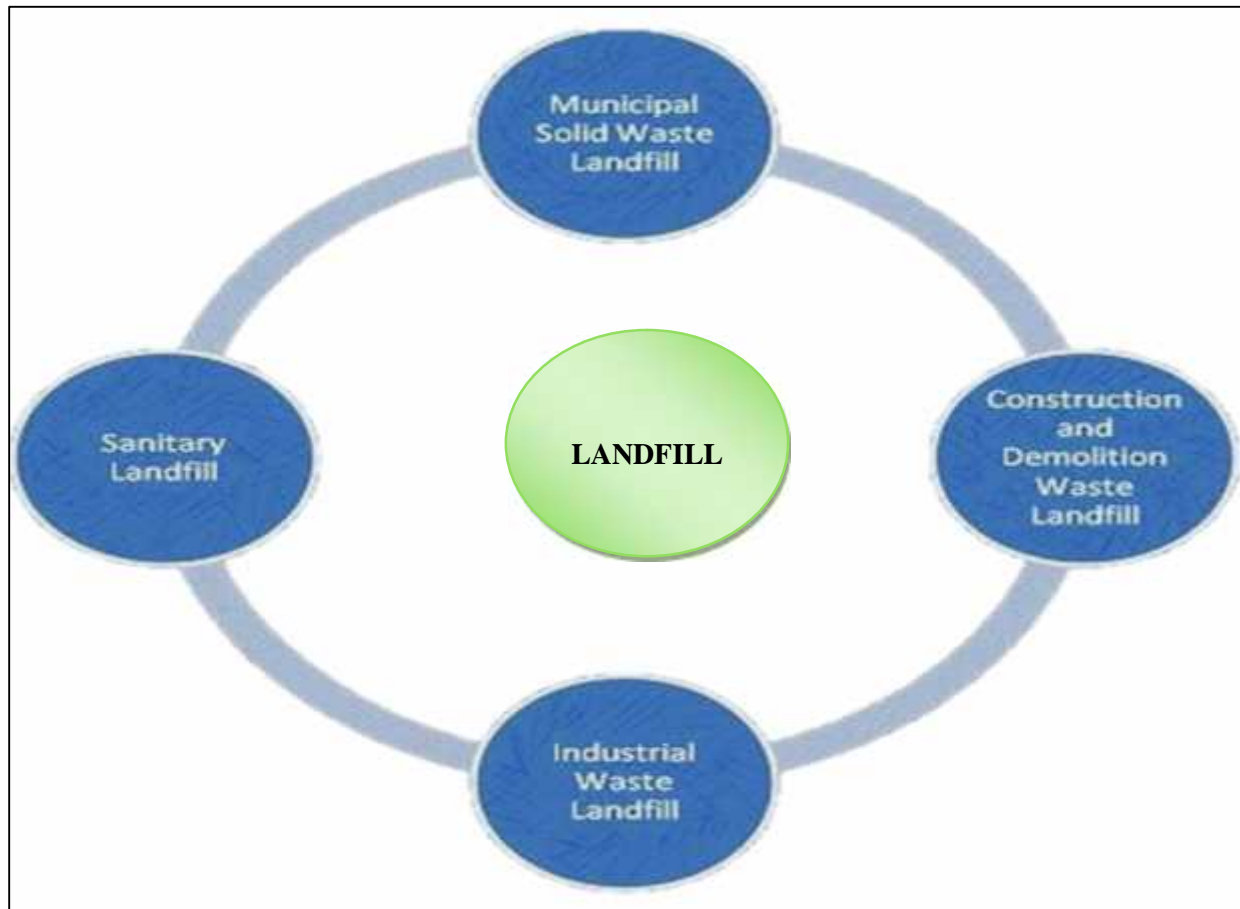 Municipal
Solid Waste
Landfill
Sanitary
Landfill
LANDFILL
Construction
and
Demolition
Waste
Landfill
Industrial
Waste
Landfill